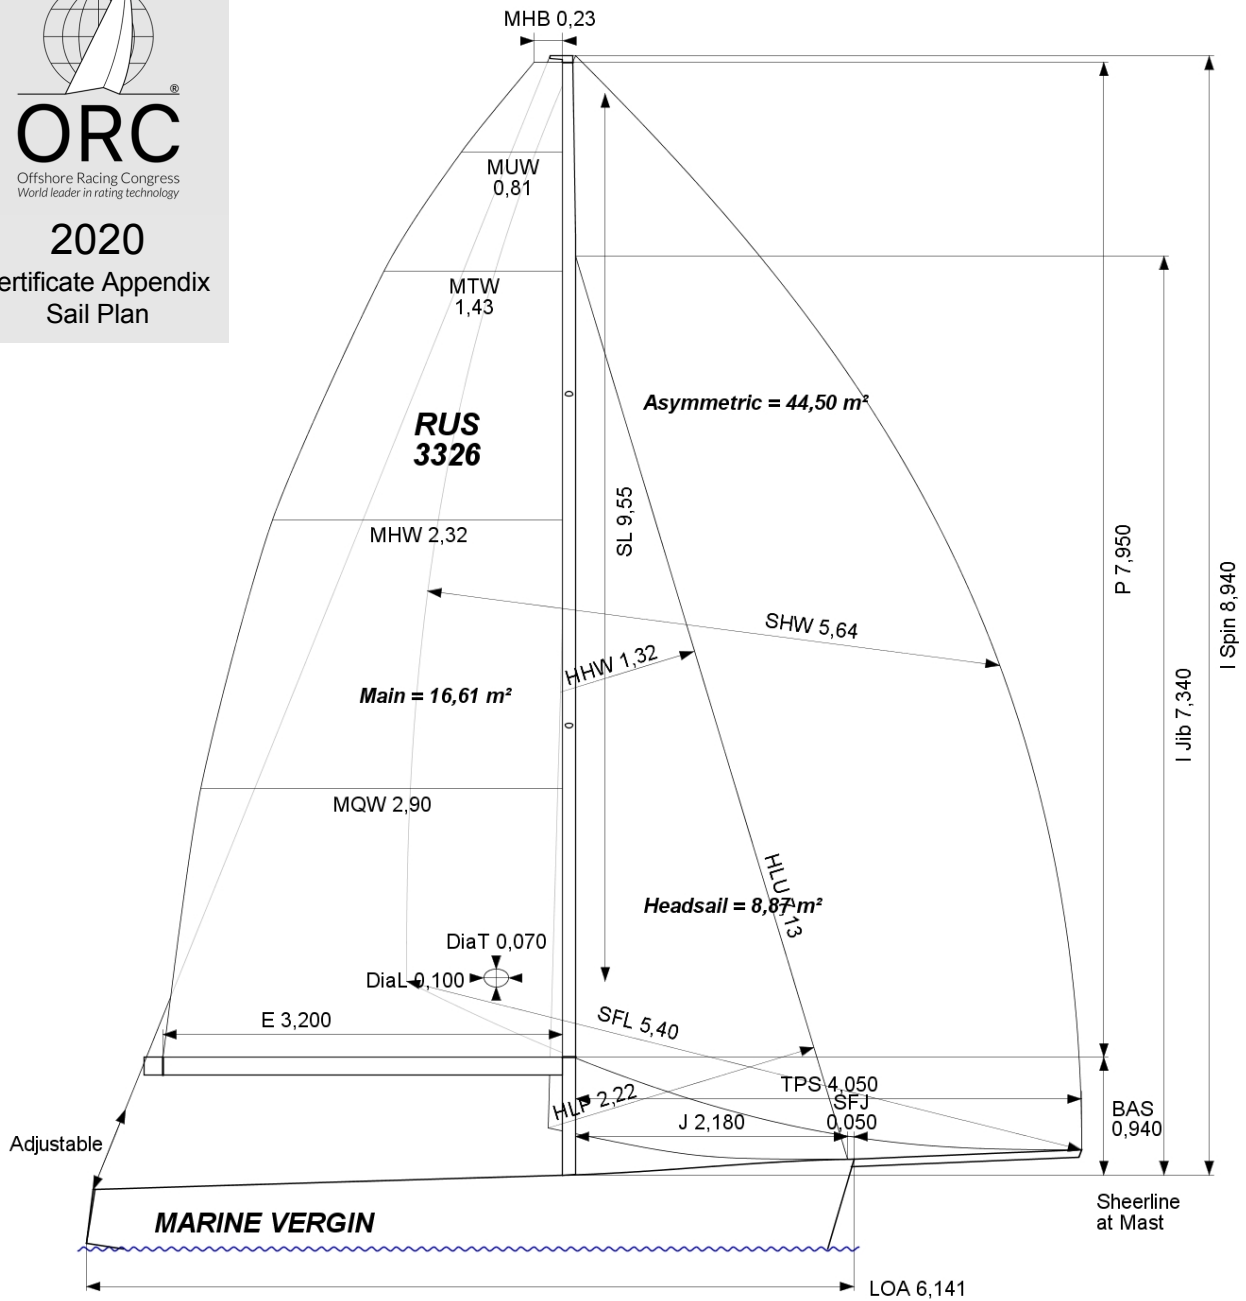 MHB 0,23
®
ORC
Offshore Racing Congress
World leader in rating technology
2020
ertificate Appendix
Sail Plan
MUW
0,81
MTW
1,43
RUS
3326
Asymmetric = 44,50 m²
MHW 2,32
SL 9,55
P 7,950
I Spin 8,940
SHW 5,64
HHW 1,32
Main = 16,61 m²
I Jib 7,340
MQW 2,90
HLU 7,13
Headsail = 8,87 m²
DiaT 0,070
DiaL 0,100
E 3,200
SFL 5,40
TPS 4,050
HLP 2,22
SFJ
0,050
J 2,180
BAS
0,940
Adjustable
Sheerline
at Mast
MARINE VERGIN
LOA 6,141